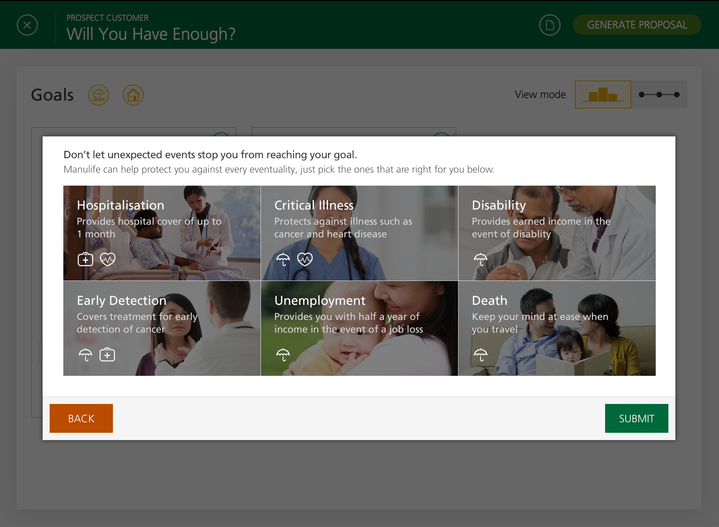 PROSPECT CUSTOMER
Will You Have Enough?
GENERATE PROPOSAL
Goals
View mode
Don't let unexpected events stop you from reaching your goal.
Manulife can help protect you against every eventuality, just pick the ones that are right for you below.
Hospitalisation
Provides hospital cover of up to
1 month
Critical Illness
Protects against illness such as
cancer and heart disease
Disability
Provides earned income in the
event of disablity
Early Detection
Covers treatment for early
detection of cancer
Unemployment
Provides you with half a year of
income in the event of a job loss
Death
Keep your mind at ease when
you travel
BACK
SUBMIT